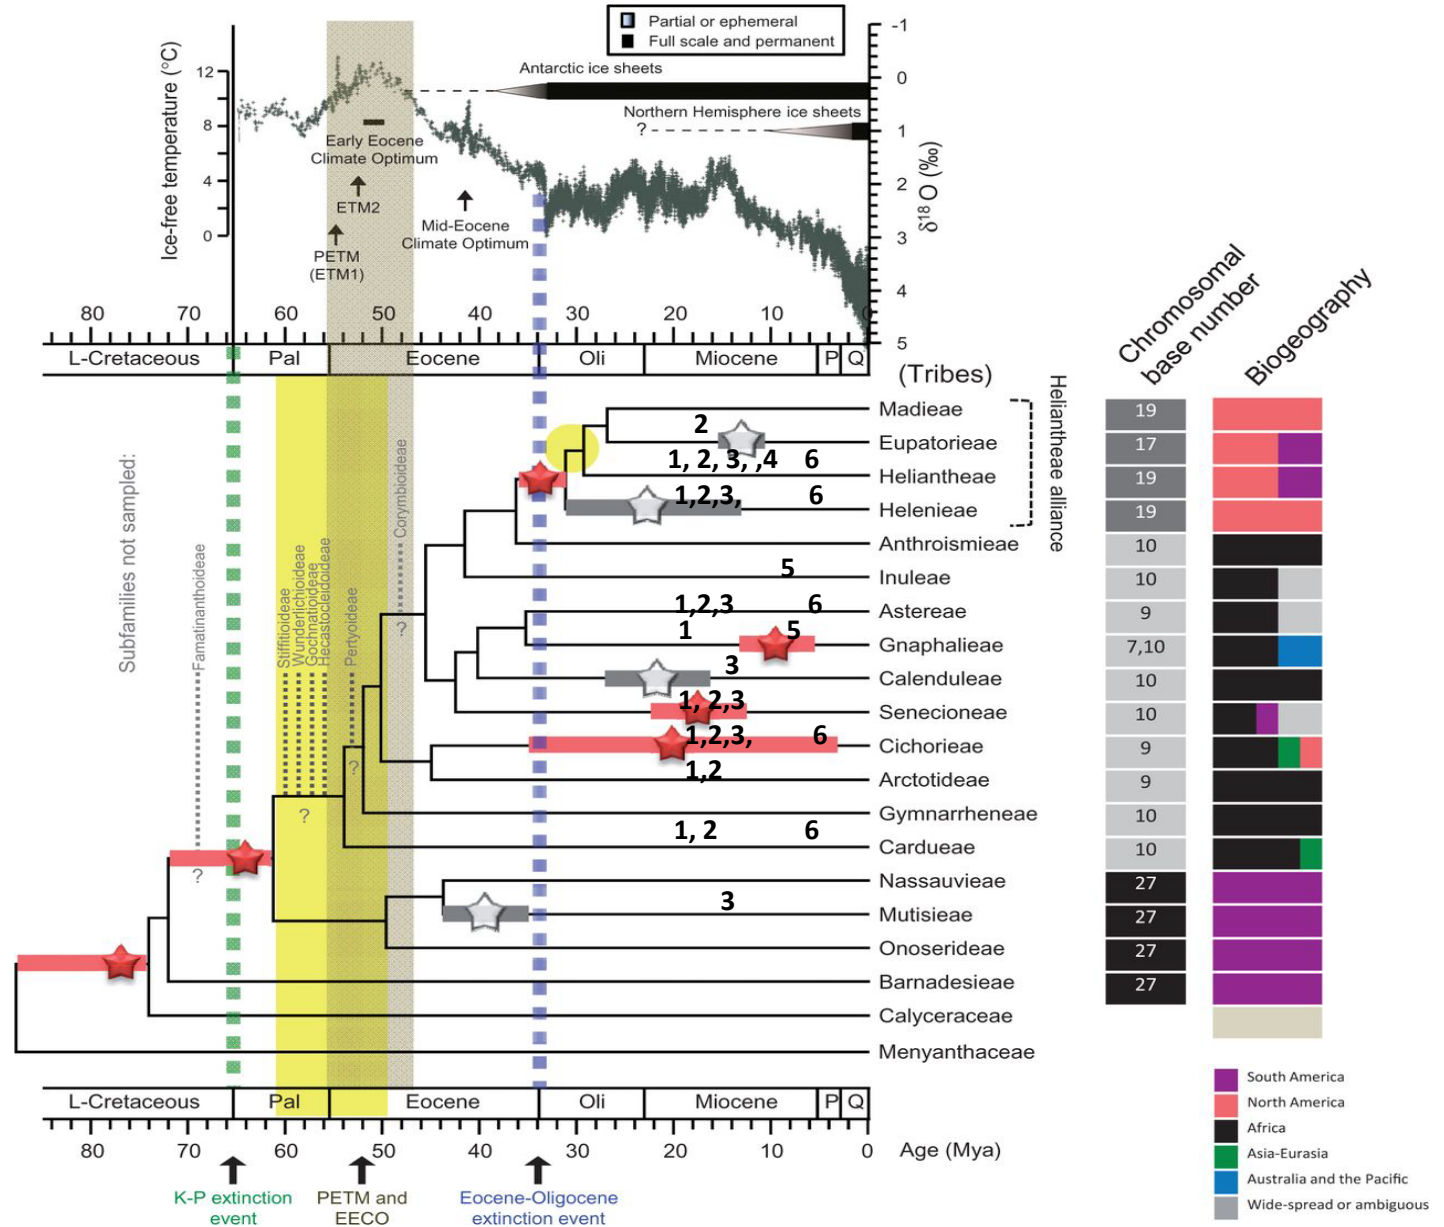 Partial or ephemeral
Full scale and permanent
Ice-free temperature (°C)
12
8
4
0
Antarctic ice sheets
Northern Hemisphere ice sheets
?
Early Eocene
Climate Optimum
ETM2
PETM
(ETM1)
Mid-Eocene
Climate Optimum
-1
0
1
2
3
4
5
δ18 O (‰)
80 70 60 50 40 30 20 10 0
L-Cretaceous Pal Eocene Oli Miocene P Q
(Tribes)
Chromosomal
base number
Biogeography
Subfamilies not sampled:
Famatinanthoideae
Stiffitioideae
Wunderlichioideae
Gochnatioideae
Hecastocleidoideae
Pertyoideae
Corymbioideae
?
?
?
?
Madieae 19
2
Eupatorieae 17
1, 2, 3, ,4 6
Heliantheae 19
1,2,3, 6
Helenieae 19
Heliantheae alliance
Anthroismieae 10
5
Inuleae 10
1,2,3 6
Astereae 9
1 5
Gnaphalieae 7,10
3
Calenduleae 10
1, 2,3
Senecioneae 10
1,2,3, 6
Cichorieae 9
1,2
Arctotideae 9
Gymnarrheneae 10
1, 2 6
Cardueae 10
Nassauvieae 27
3
Mutisieae 27
Onoserideae 27
Barnadesieae 27
Calyceraceae
Menyanthaceae
South America
North America
Africa
Asia-Eurasia
Australia and the Pacific
Wide-spread or ambiguous
L-Cretaceous Pal Eocene Oli Miocene P Q
80 70 60 50 40 30 20 10 0 Age (Mya)
K-P extinction
event
PETM and
EECO
Eocene-Oligocene
extinction event